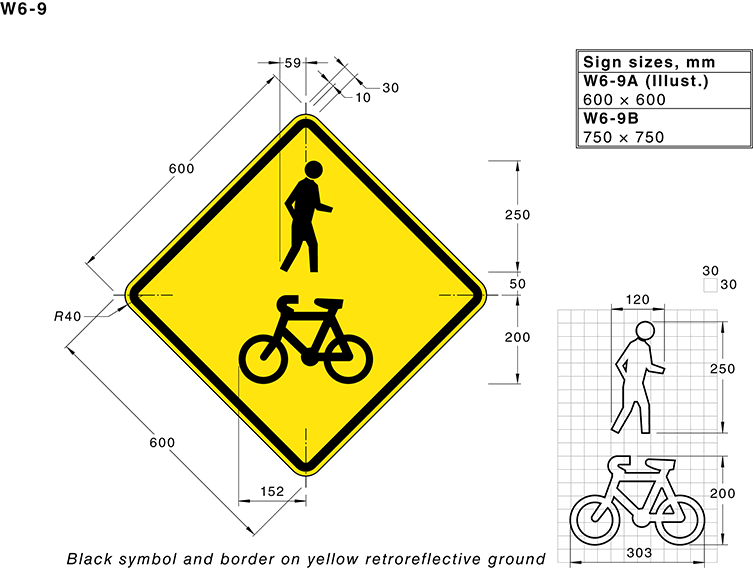 W6-9
Sign sizes, mm
W6-9A (Illust.)
600 × 600
W6-9B
750 × 750
59
30
10
600
250
50
200
R40
600
152
30
30
120
250
200
303
Black symbol and border on yellow retroreflective ground